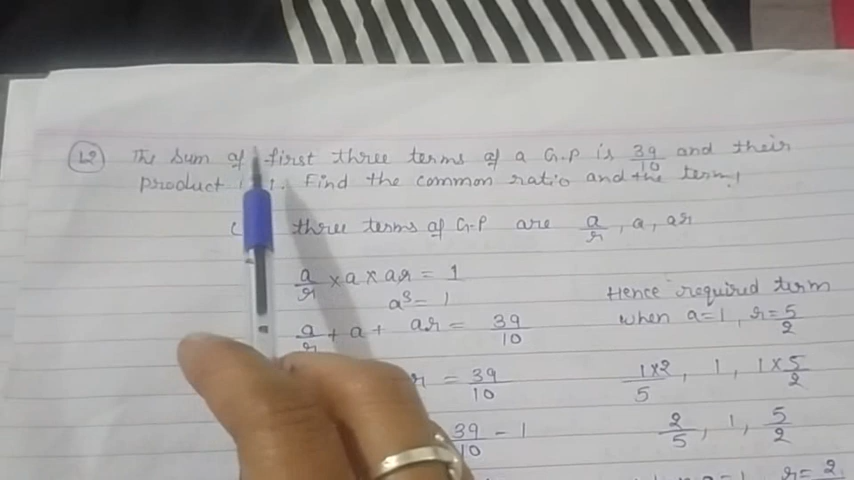 12 The sum of first three terms of a G.P is 39/10 and their
product 1. Find the common ratio and the term!
three terms of G.P are a/r, a, ar
a/r × a × ar = 1
a³ = 1
a/r + a + ar = 39/10
r = 39/10
39/10 - 1
Hence required term
when a=1, r=5/2
1×2/5, 1, 1×5/2
2/5, 1, 5/2
r=2